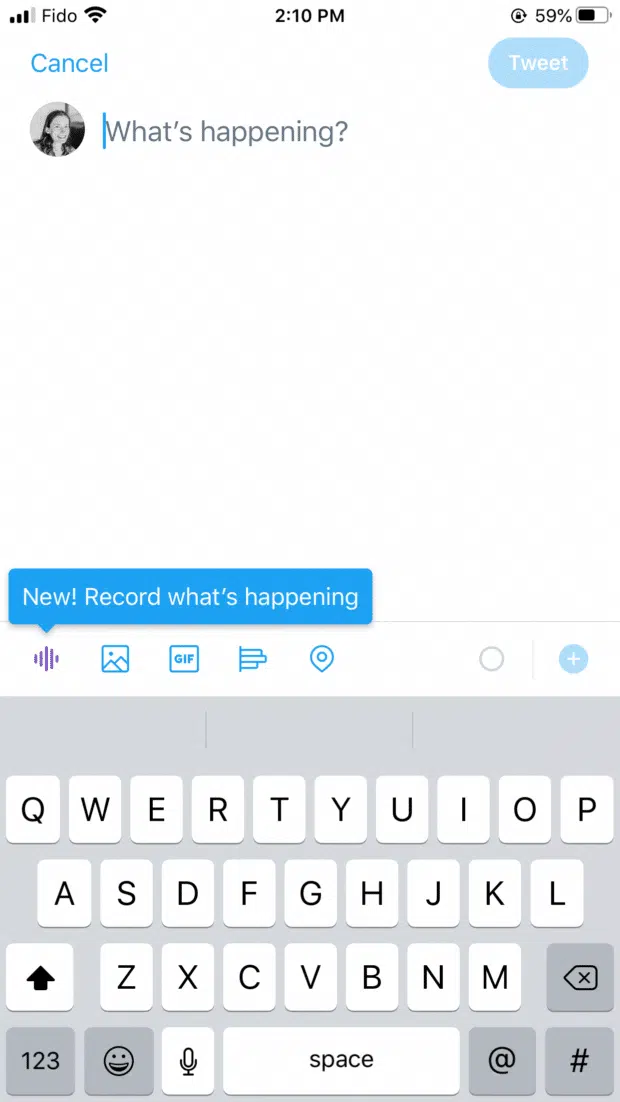 Fido 2:10 PM 59%
Cancel Tweet
What's happening?
New! Record what's happening
GIF
Q W E R T Y U I O P
A S D F G H J K L
Z X C V B N M
123 space @ #